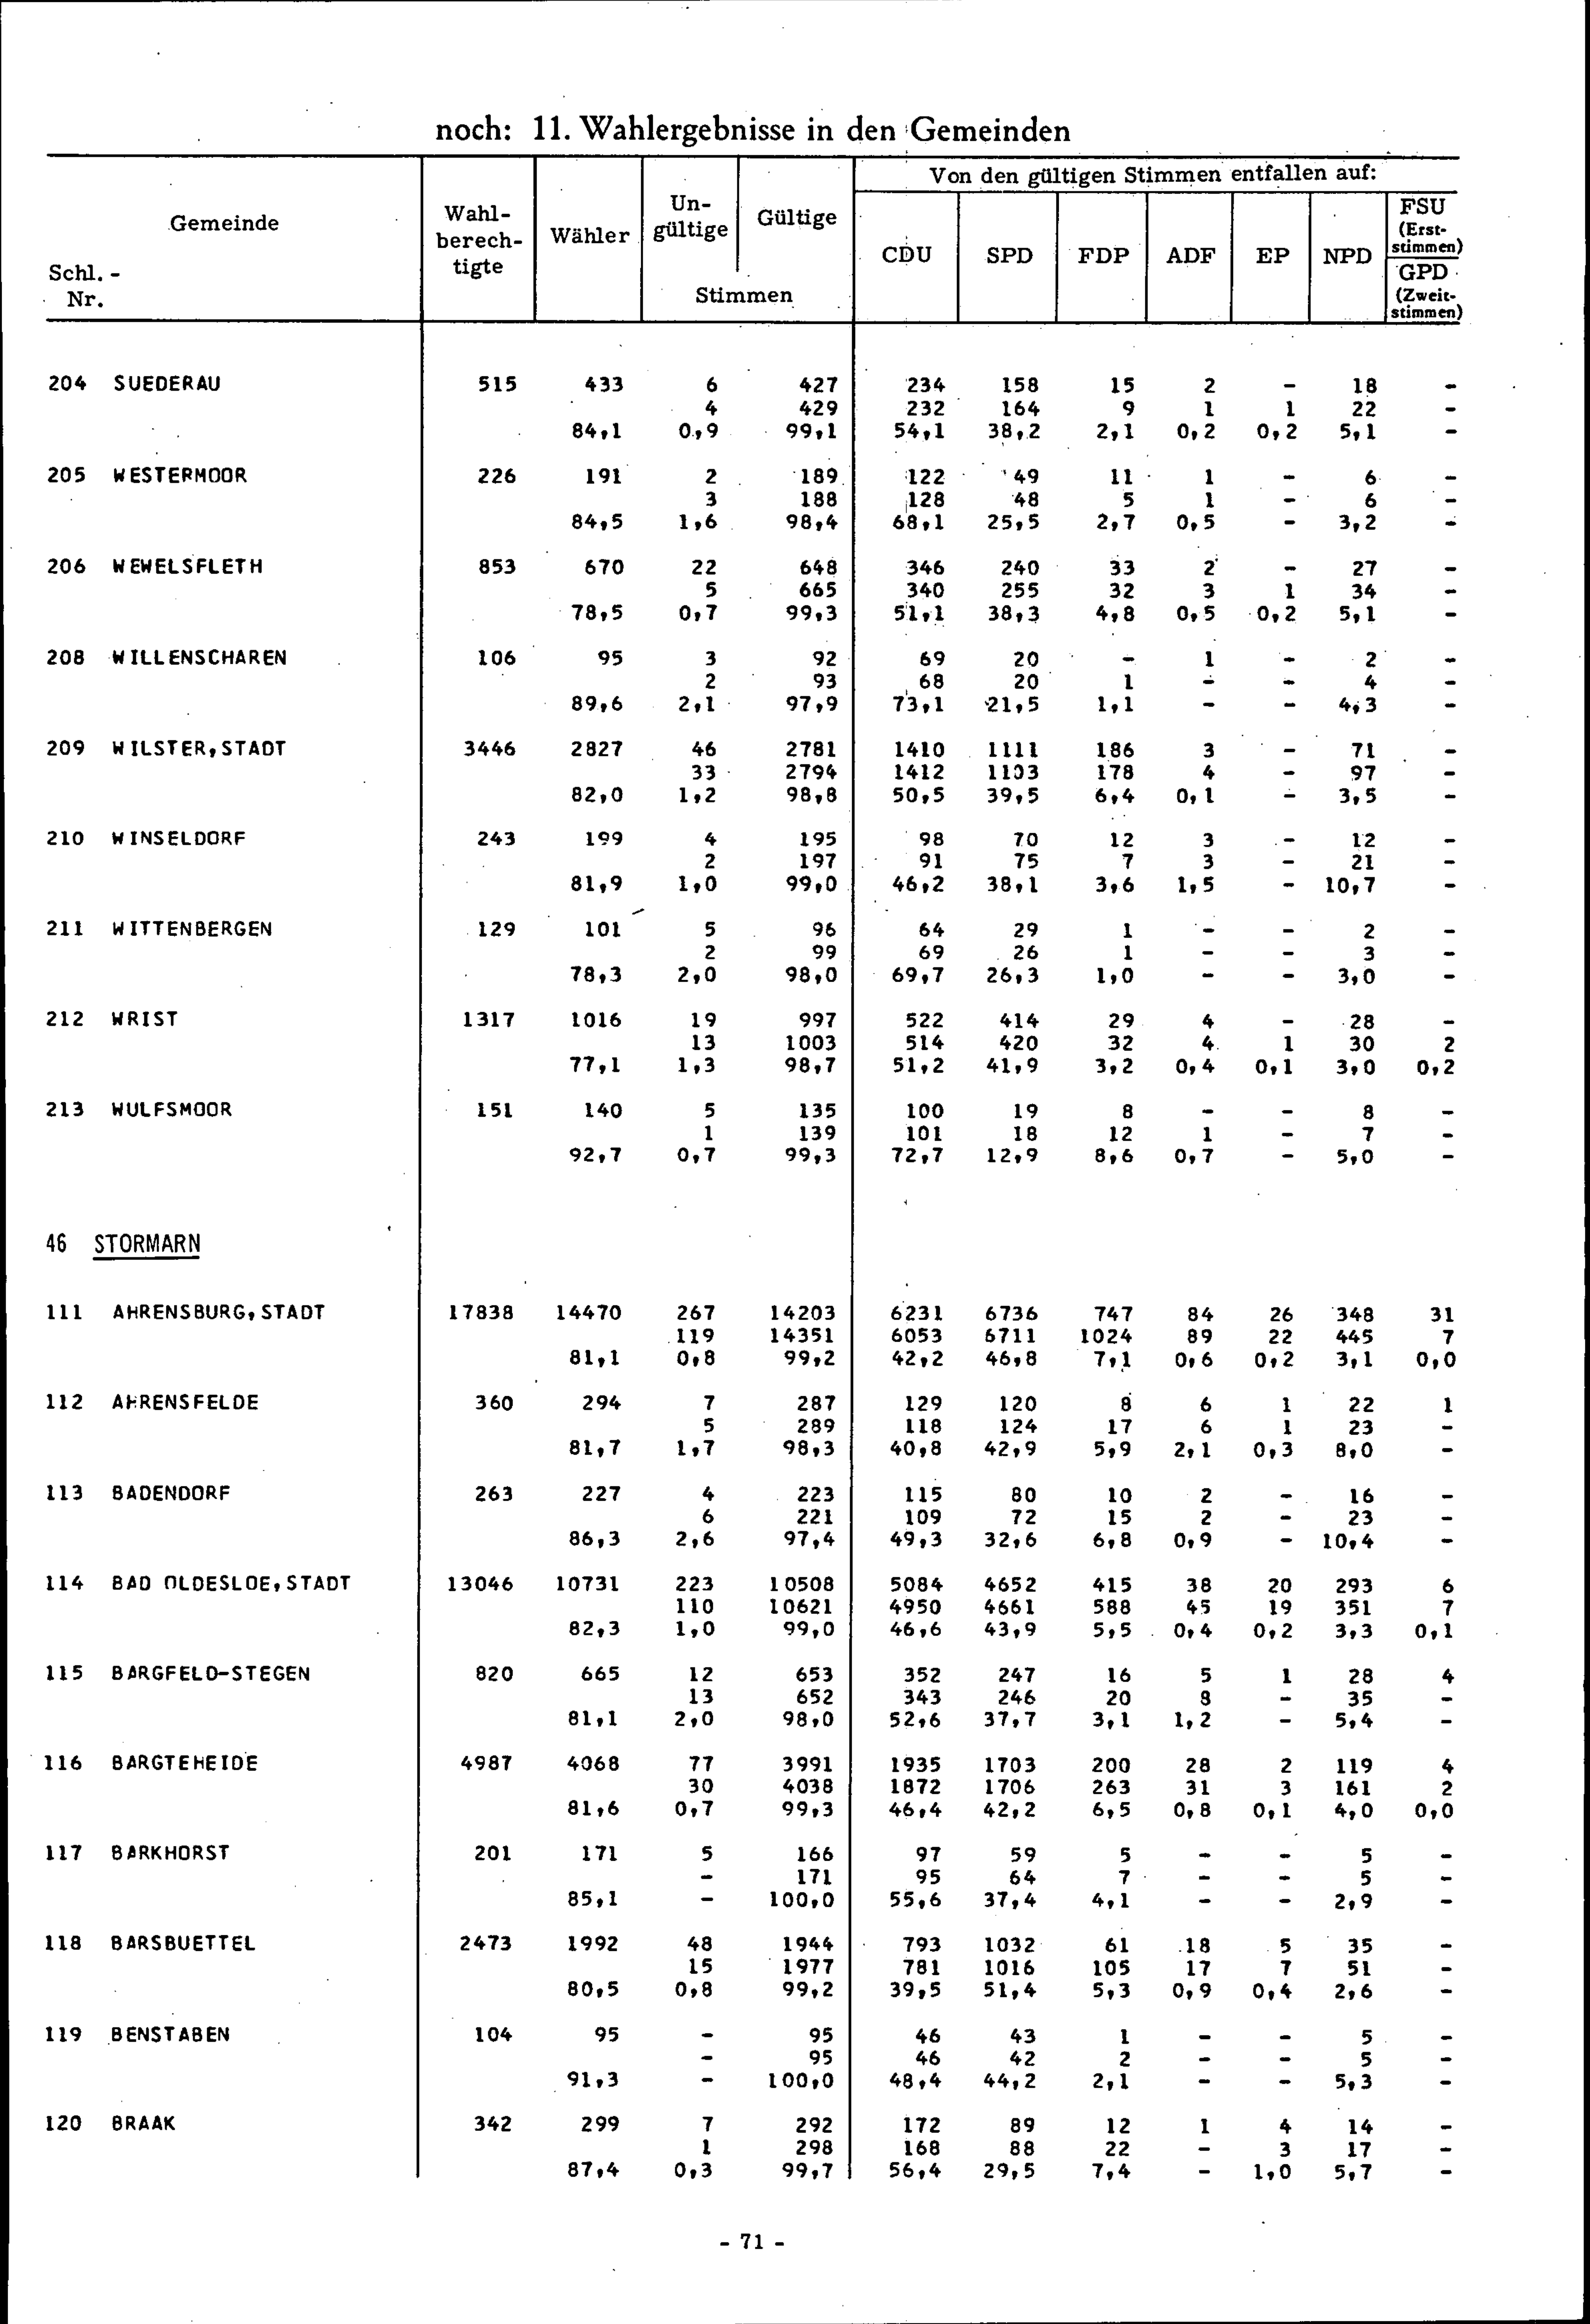 noch: 11. Wahlergebnisse in den Gemeinden
Von den gültigen Stimmen entfallen auf:
Gemeinde
Schl. - Nr.
Wahl- berech- tigte
Wähler
Un- gültige
Gültige
Stimmen
CDU SPD FDP ADF EP NPD
FSU (Erst- stimmen)
GPD (Zweit- stimmen)
204 SUEDERAU 515 433 6 427 234 158 15 2 – 18 –
4 429 232 164 9 1 1 22 –
84,1 0,9 99,1 54,1 38,2 2,1 0,2 0,2 5,1 –
205 WESTERMOOR 226 191 2 189 122 49 11 1 – 6 –
3 188 128 48 5 1 – 6 –
84,5 1,6 98,4 68,1 25,5 2,7 0,5 – 3,2 –
206 WEWELSFLETH 853 670 22 648 346 240 33 2 – 27 –
5 665 340 255 32 3 1 34 –
78,5 0,7 99,3 51,1 38,3 4,8 0,5 0,2 5,1 –
208 WILLENSCHAREN 106 95 3 92 69 20 – 1 – 2 –
2 93 68 20 1 – – 4 –
89,6 2,1 97,9 73,1 21,5 1,1 – – 4,3 –
209 WILSTER,STADT 3446 2827 46 2781 1410 1111 186 3 – 71 –
33 2794 1412 1103 178 4 – 97 –
82,0 1,2 98,8 50,5 39,5 6,4 0,1 – 3,5 –
210 WINSELDORF 243 199 4 195 98 70 12 3 – 12 –
2 197 91 75 7 3 – 21 –
81,9 1,0 99,0 46,2 38,1 3,6 1,5 – 10,7 –
211 WITTENBERGEN 129 101 5 96 64 29 1 – – 2 –
2 99 69 26 1 – – 3 –
78,3 2,0 98,0 69,7 26,3 1,0 – – 3,0 –
212 WRIST 1317 1016 19 997 522 414 29 4 – 28 –
13 1003 514 420 32 4 1 30 2
77,1 1,3 98,7 51,2 41,9 3,2 0,4 0,1 3,0 0,2
213 WULFSMOOR 151 140 5 135 100 19 8 – – 8 –
1 139 101 18 12 1 – 7 –
92,7 0,7 99,3 72,7 12,9 8,6 0,7 – 5,0 –
46 STORMARN
111 AHRENSBURG,STADT 17838 14470 267 14203 6231 6736 747 84 26 348 31
119 14351 6053 6711 1024 89 22 445 7
81,1 0,8 99,2 42,2 46,8 7,1 0,6 0,2 3,1 0,0
112 AHRENSFELDE 360 294 7 287 129 120 8 6 1 22 1
5 289 118 124 17 6 1 23 –
81,7 1,7 98,3 40,8 42,9 5,9 2,1 0,3 8,0 –
113 BADENDORF 263 227 4 223 115 80 10 2 – 16 –
6 221 109 72 15 2 – 23 –
86,3 2,6 97,4 49,3 32,6 6,8 0,9 – 10,4 –
114 BAD OLDESLOE,STADT 13046 10731 223 10508 5084 4652 415 38 20 293 6
110 10621 4950 4661 588 45 19 351 7
82,3 1,0 99,0 46,6 43,9 5,5 0,4 0,2 3,3 0,1
115 BARGFELD-STEGEN 820 665 12 653 352 247 16 5 1 28 4
13 652 343 246 20 8 – 35 –
81,1 2,0 98,0 52,6 37,7 3,1 1,2 – 5,4 –
116 BARGTEHEIDE 4987 4068 77 3991 1935 1703 200 28 2 119 4
30 4038 1872 1706 263 31 3 161 2
81,6 0,7 99,3 46,4 42,2 6,5 0,8 0,1 4,0 0,0
117 BARKHORST 201 171 5 166 97 59 5 – – 5 –
– 171 95 64 7 – – 5 –
85,1 – 100,0 55,6 37,4 4,1 – – 2,9 –
118 BARSBUETTEL 2473 1992 48 1944 793 1032 61 18 5 35 –
15 1977 781 1016 105 17 7 51 –
80,5 0,8 99,2 39,5 51,4 5,3 0,9 0,4 2,6 –
119 BENSTABEN 104 95 – 95 46 43 1 – – 5 –
– 95 46 42 2 – – 5 –
91,3 – 100,0 48,4 44,2 2,1 – – 5,3 –
120 BRAAK 342 299 7 292 172 89 12 1 4 14 –
1 298 168 88 22 – 3 17 –
87,4 0,3 99,7 56,4 29,5 7,4 – 1,0 5,7 –
- 71 -